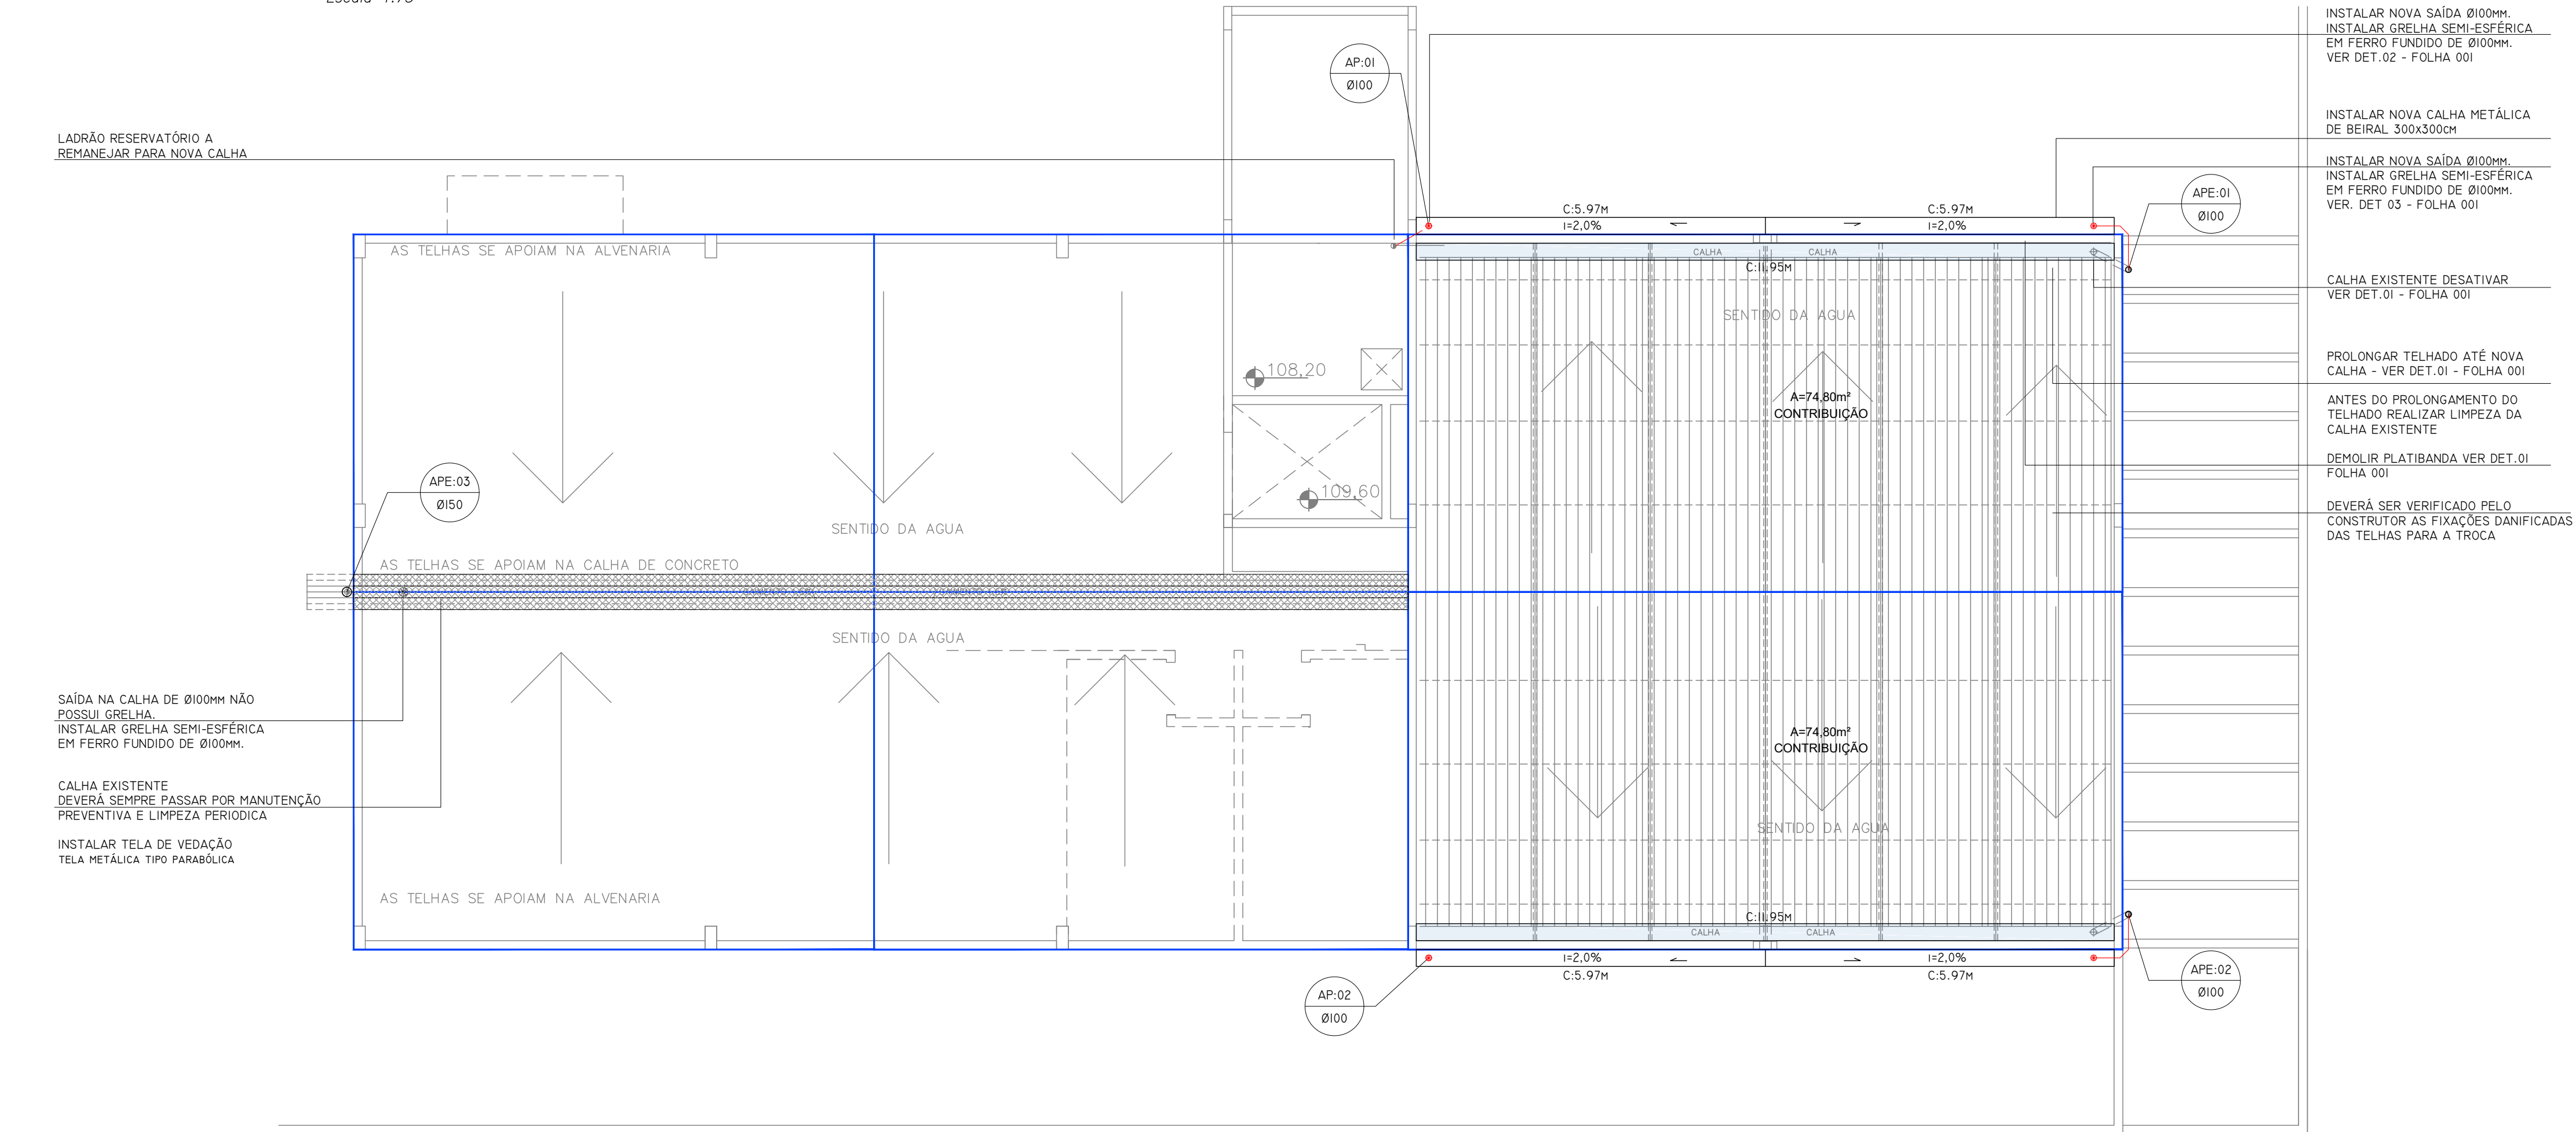 LADRÃO RESERVATÓRIO A
REMANEJAR PARA NOVA CALHA
AP:01
Ø100
INSTALAR NOVA SAÍDA Ø100MM.
INSTALAR GRELHA SEMI-ESFÉRICA
EM FERRO FUNDIDO DE Ø100MM.
VER DET.02 - FOLHA 001
INSTALAR NOVA CALHA METÁLICA
DE BEIRAL 300X300CM
INSTALAR NOVA SAÍDA Ø100MM.
INSTALAR GRELHA SEMI-ESFÉRICA
EM FERRO FUNDIDO DE Ø100MM.
VER. DET 03 - FOLHA 001
APE:01
Ø100
C:5.97M
I=2,0%
C:5.97M
I=2,0%
AS TELHAS SE APOIAM NA ALVENARIA
CALHA
CALHA
C:11.95M
CALHA EXISTENTE DESATIVAR
VER DET.01 - FOLHA 001
SENTIDO DA AGUA
PROLONGAR TELHADO ATÉ NOVA
CALHA - VER DET.01 - FOLHA 001
108,20
A=74,80m²
CONTRIBUIÇÃO
ANTES DO PROLONGAMENTO DO
TELHADO REALIZAR LIMPEZA DA
CALHA EXISTENTE
DEMOLIR PLATIBANDA VER DET.01
FOLHA 001
APE:03
Ø150
109,60
DEVERÁ SER VERIFICADO PELO
CONSTRUTOR AS FIXAÇÕES DANIFICADAS
DAS TELHAS PARA A TROCA
SENTIDO DA AGUA
AS TELHAS SE APOIAM NA CALHA DE CONCRETO
SENTIDO DA AGUA
SAÍDA NA CALHA DE Ø100MM NÃO
POSSUI GRELHA.
INSTALAR GRELHA SEMI-ESFÉRICA
EM FERRO FUNDIDO DE Ø100MM.
A=74,80m²
CONTRIBUIÇÃO
CALHA EXISTENTE
DEVERÁ SEMPRE PASSAR POR MANUTENÇÃO
PREVENTIVA E LIMPEZA PERIODICA
INSTALAR TELA DE VEDAÇÃO
TELA METÁLICA TIPO PARABÓLICA
SENTIDO DA AGUA
AS TELHAS SE APOIAM NA ALVENARIA
C:11.95M
CALHA
CALHA
I=2,0%
C:5.97M
I=2,0%
C:5.97M
AP:02
Ø100
APE:02
Ø100